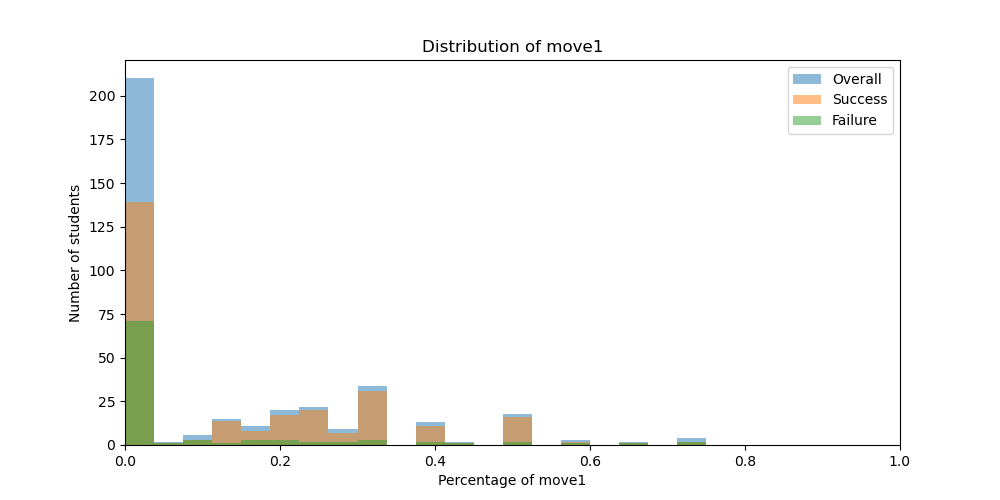 Distribution of move1
Overall
Success
Failure
Number of students
200
175
150
125
100
75
50
25
0
0.0 0.2 0.4 0.6 0.8 1.0
Percentage of move1